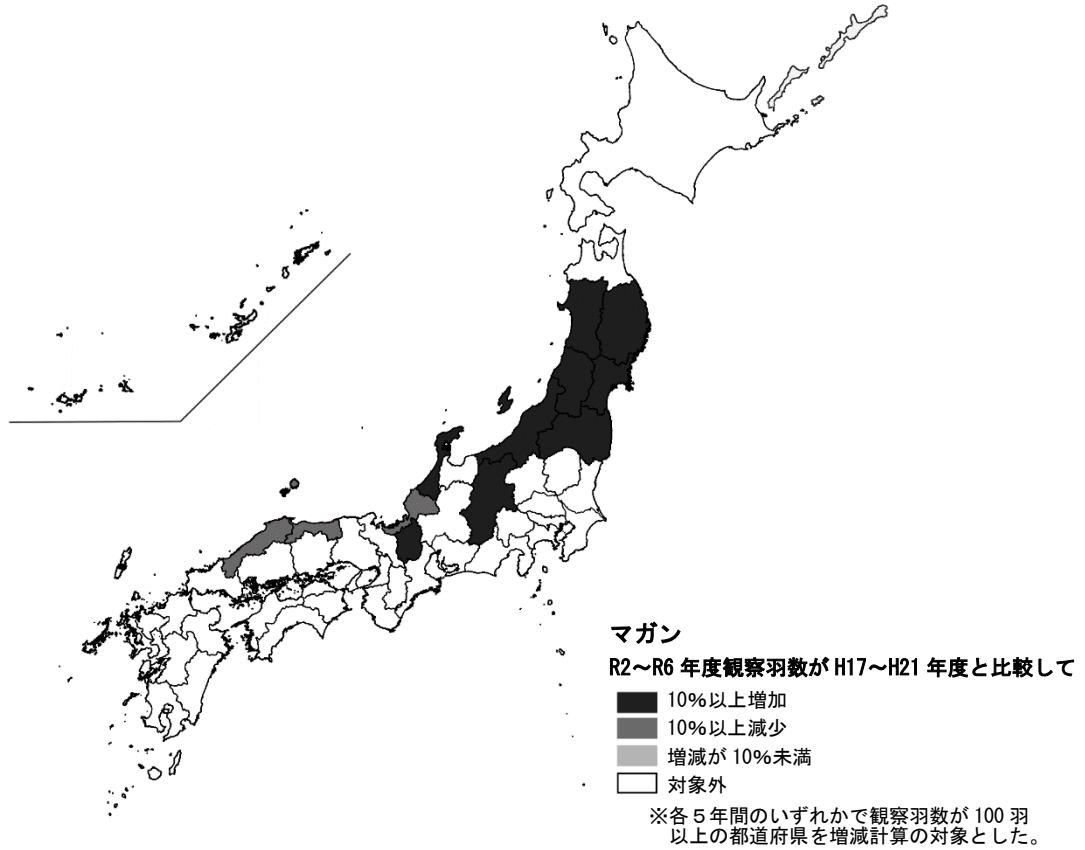 マガン
R2～R6 年度観察羽数が H17～H21 年度と比較して
10%以上増加
10%以上減少
増減が 10%未満
対象外
※各５年間のいずれかで観察羽数が 100 羽
以上の都道府県を増減計算の対象とした。